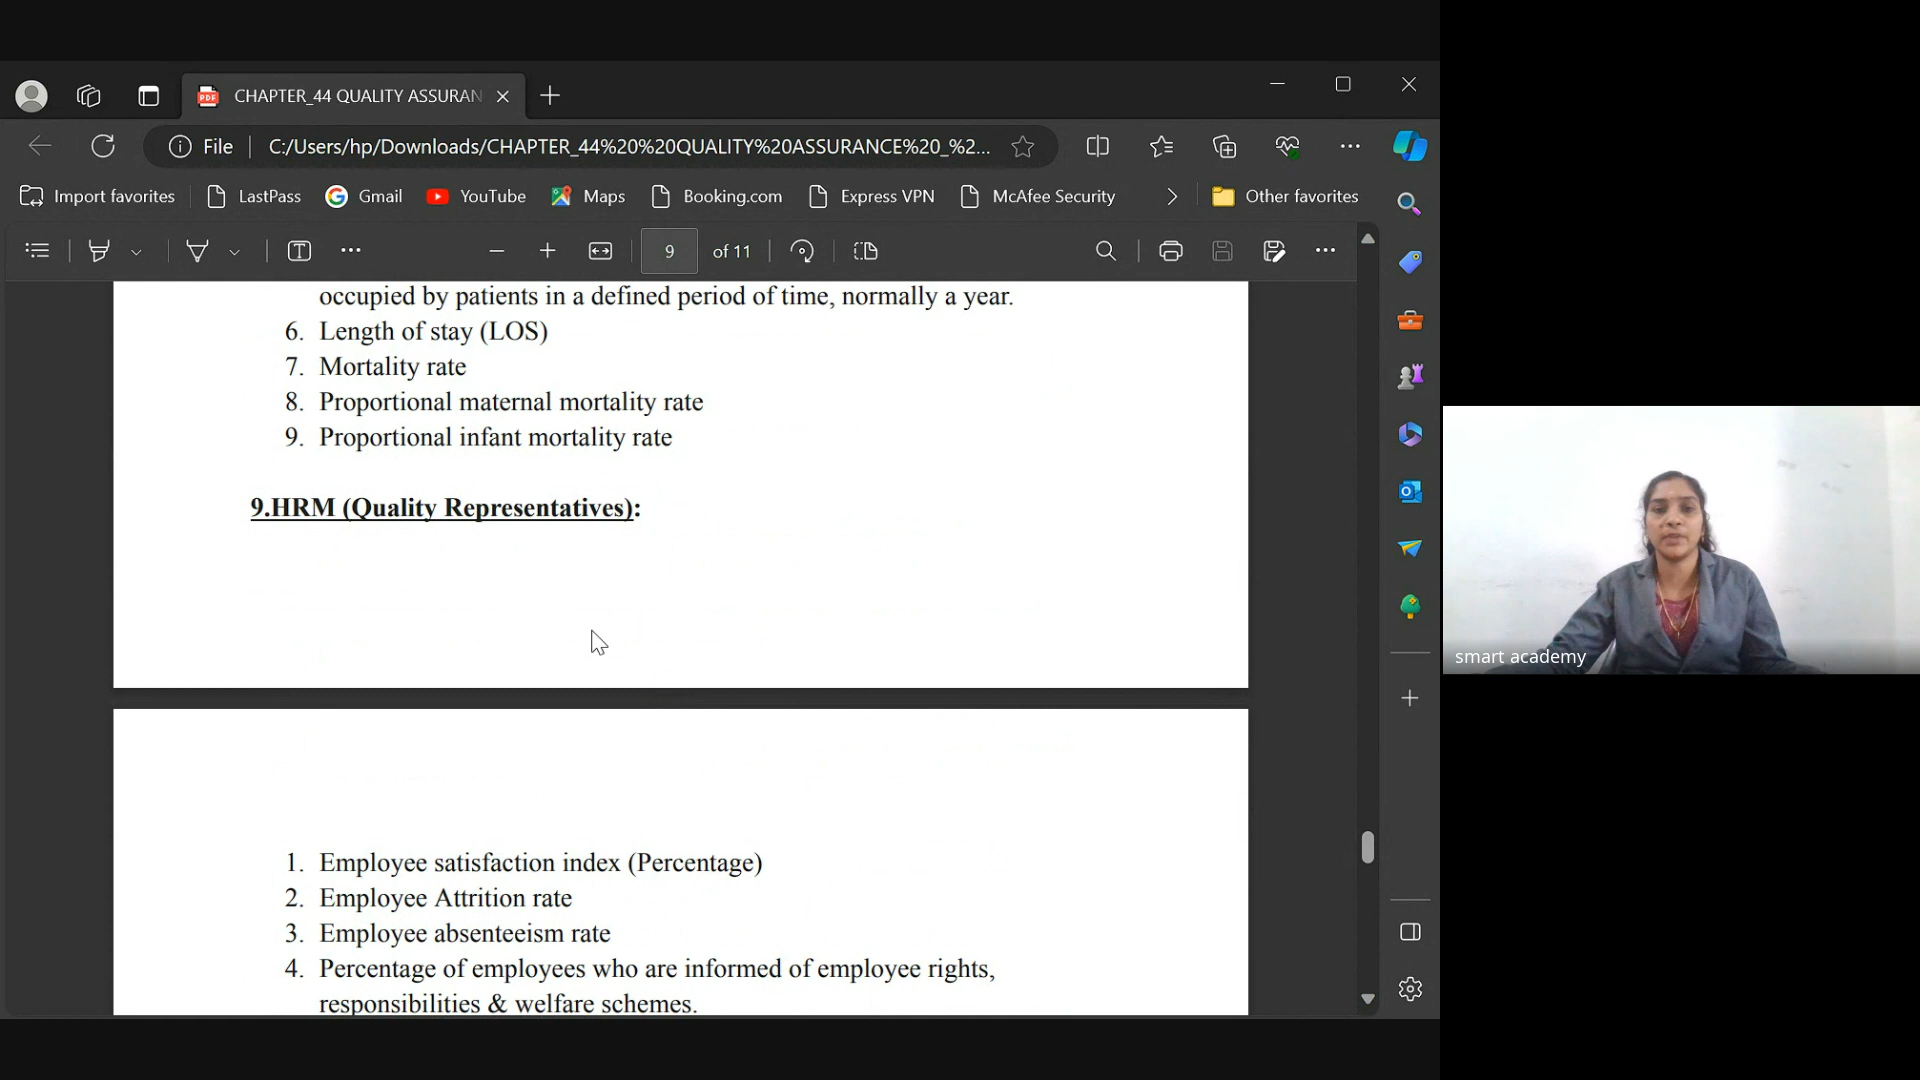 CHAPTER_44 QUALITY ASSURAN
File
C:/Users/hp/Downloads/CHAPTER_44%20%20QUALITY%20ASSURANCE%20_%2...
Import favorites
LastPass
Gmail
YouTube
Maps
Booking.com
Express VPN
McAfee Security
Other favorites
9 of 11
occupied by patients in a defined period of time, normally a year.
6. Length of stay (LOS)
7. Mortality rate
8. Proportional maternal mortality rate
9. Proportional infant mortality rate
9.HRM (Quality Representatives):
1. Employee satisfaction index (Percentage)
2. Employee Attrition rate
3. Employee absenteeism rate
4. Percentage of employees who are informed of employee rights,
responsibilities & welfare schemes.
smart academy